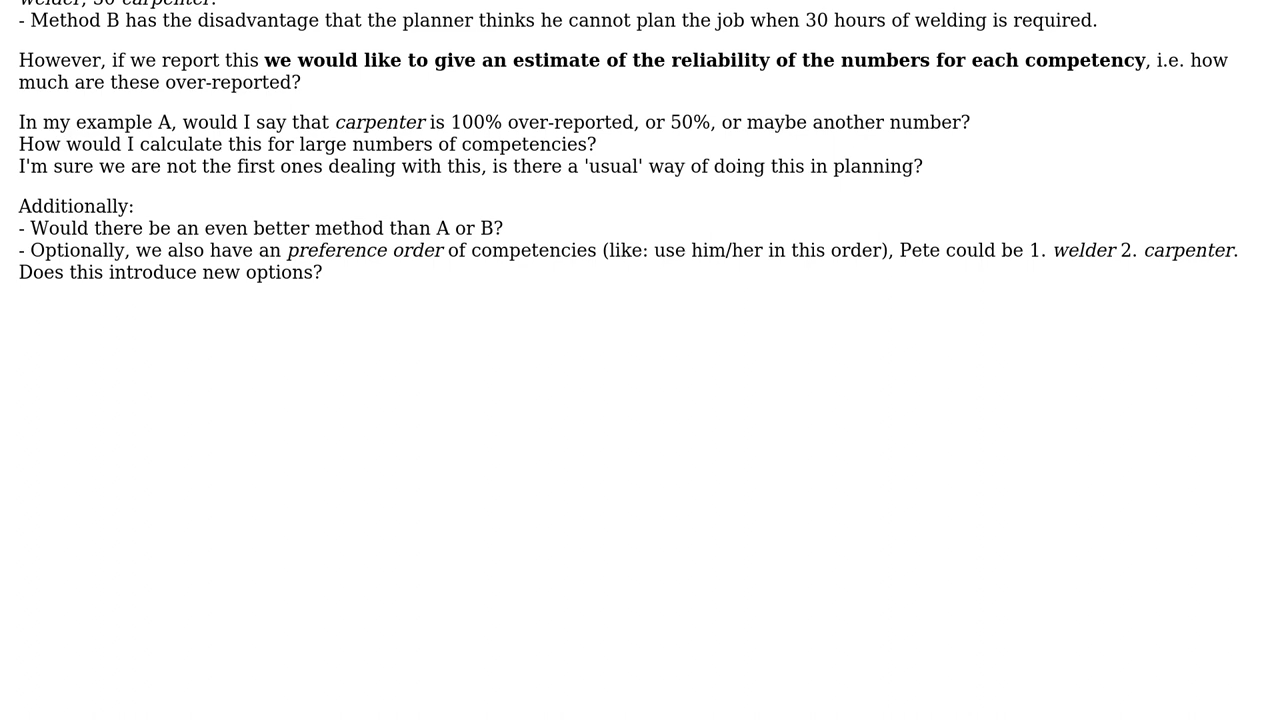 welder, 30 carpenter.
- Method B has the disadvantage that the planner thinks he cannot plan the job when 30 hours of welding is required.
However, if we report this we would like to give an estimate of the reliability of the numbers for each competency, i.e. how
much are these over-reported?
In my example A, would I say that carpenter is 100% over-reported, or 50%, or maybe another number?
How would I calculate this for large numbers of competencies?
I'm sure we are not the first ones dealing with this, is there a 'usual' way of doing this in planning?
Additionally:
- Would there be an even better method than A or B?
- Optionally, we also have an preference order of competencies (like: use him/her in this order), Pete could be 1. welder 2. carpenter.
Does this introduce new options?